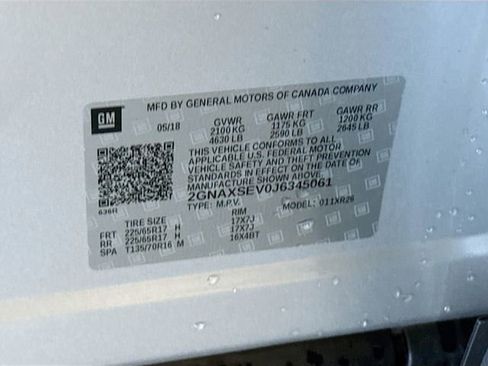 MFD BY GENERAL MOTORS OF CANADA COMPANY
GM
05/18 GVWR GAWR FRT GAWR RR
2100 KG 1175 KG 1200 KG
4630 LB 2590 LB 2645 LB
THIS VEHICLE CONFORMS TO ALL
APPLICABLE U.S. FEDERAL MOTOR
VEHICLE SAFETY AND THEFT PREVENTION
STANDARDS IN EFFECT ON THE DATE OF
MANUFACTURE SHOWN ABOVE.
2GNAXSEV0J6345061
636R
TYPE: M.P.V. MODEL: 011XR26
TIRE SIZE RIM
FRT 225/65R17 H 17X7J
RR 225/65R17 H 17X7J
SPA T135/70R16 M 16X4BT